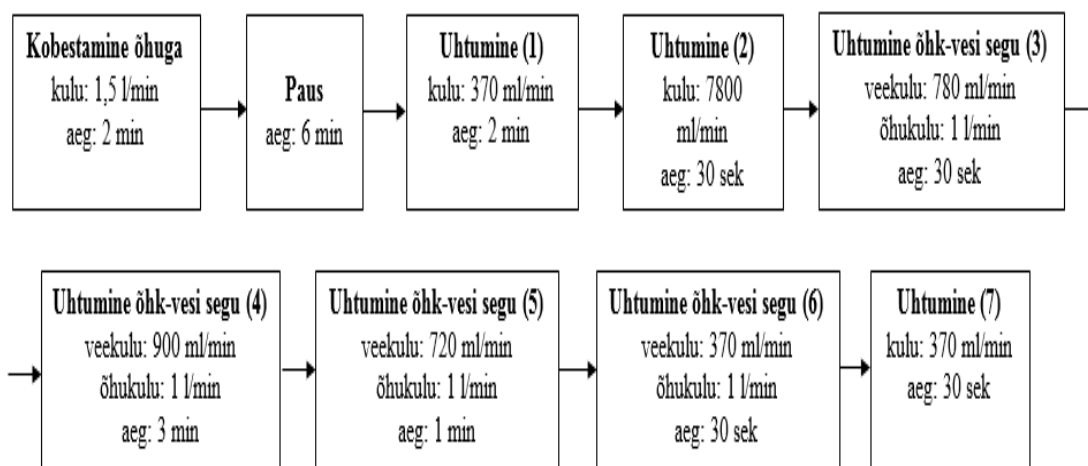 Kobestamine õhuga
kulu: 1,5 l/min
aeg: 2 min
Paus
aeg: 6 min
Uhtumine (1)
kulu: 370 ml/min
aeg: 2 min
Uhtumine (2)
kulu: 7800
ml/min
aeg: 30 sek
Uhtumine õhk-vesi segu (3)
veekulu: 780 ml/min
õhukulu: 1 l/min
aeg: 30 sek
Uhtumine õhk-vesi segu (4)
veekulu: 900 ml/min
õhukulu: 1 l/min
aeg: 3 min
Uhtumine õhk-vesi segu (5)
veekulu: 720 ml/min
õhukulu: 1 l/min
aeg: 1 min
Uhtumine õhk-vesi segu (6)
veekulu: 370 ml/min
õhukulu: 1 l/min
aeg: 30 sek
Uhtumine (7)
kulu: 370 ml/min
aeg: 30 sek